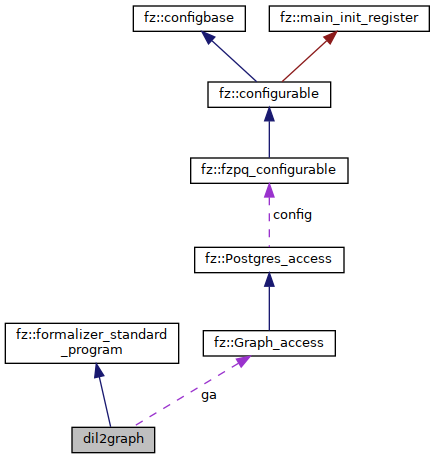 fz::configbase
fz::main_init_register
fz::configurable
fz::fzpq_configurable
config
fz::Postgres_access
fz::formalizer_standard
_program
fz::Graph_access
ga
dil2graph